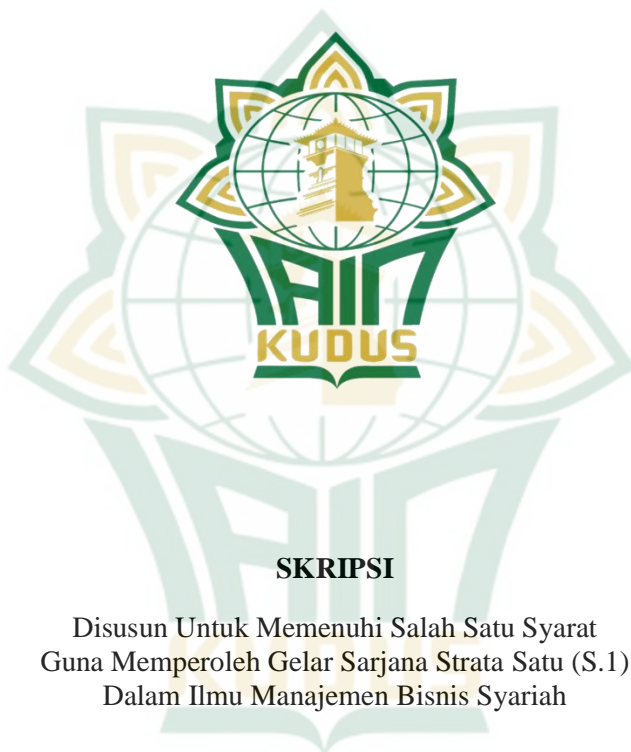 IAIN
KUDUS
SKRIPSI
Disusun Untuk Memenuhi Salah Satu Syarat
Guna Memperoleh Gelar Sarjana Strata Satu (S.1)
Dalam Ilmu Manajemen Bisnis Syariah